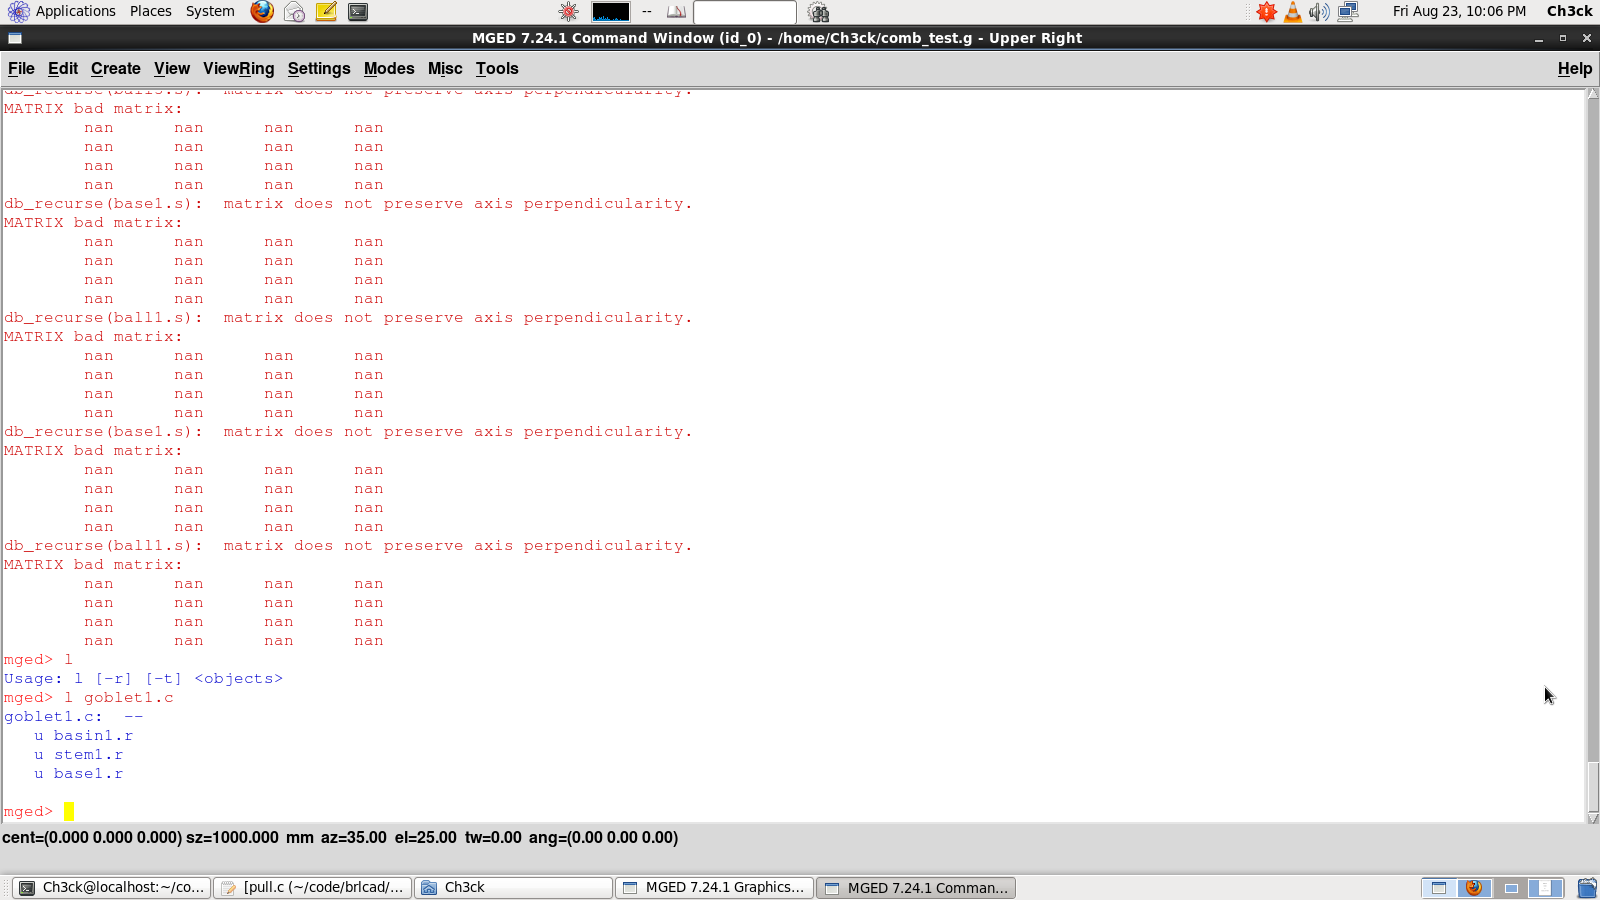 Applications Places System -- Fri Aug 23, 10:06 PM Ch3ck
MGED 7.24.1 Command Window (id_0) - /home/Ch3ck/comb_test.g - Upper Right
File Edit Create View ViewRing Settings Modes Misc Tools Help
matrix does not preserve axis perpendicularity.
MATRIX bad matrix:
nan nan nan nan
nan nan nan nan
nan nan nan nan
nan nan nan nan
db_recurse(base1.s): matrix does not preserve axis perpendicularity.
MATRIX bad matrix:
nan nan nan nan
nan nan nan nan
nan nan nan nan
nan nan nan nan
db_recurse(ball1.s): matrix does not preserve axis perpendicularity.
MATRIX bad matrix:
nan nan nan nan
nan nan nan nan
nan nan nan nan
nan nan nan nan
db_recurse(base1.s): matrix does not preserve axis perpendicularity.
MATRIX bad matrix:
nan nan nan nan
nan nan nan nan
nan nan nan nan
nan nan nan nan
db_recurse(ball1.s): matrix does not preserve axis perpendicularity.
MATRIX bad matrix:
nan nan nan nan
nan nan nan nan
nan nan nan nan
nan nan nan nan
mged> l
Usage: l [-r] [-t] <objects>
mged> l goblet1.c
goblet1.c: --
u basin1.r
u stem1.r
u base1.r
mged>
cent=(0.000 0.000 0.000) sz=1000.000 mm az=35.00 el=25.00 tw=0.00 ang=(0.00 0.00 0.00)
Ch3ck@localhost:~/co... [pull.c (~/code/brlcad/... Ch3ck MGED 7.24.1 Graphics... MGED 7.24.1 Comman...